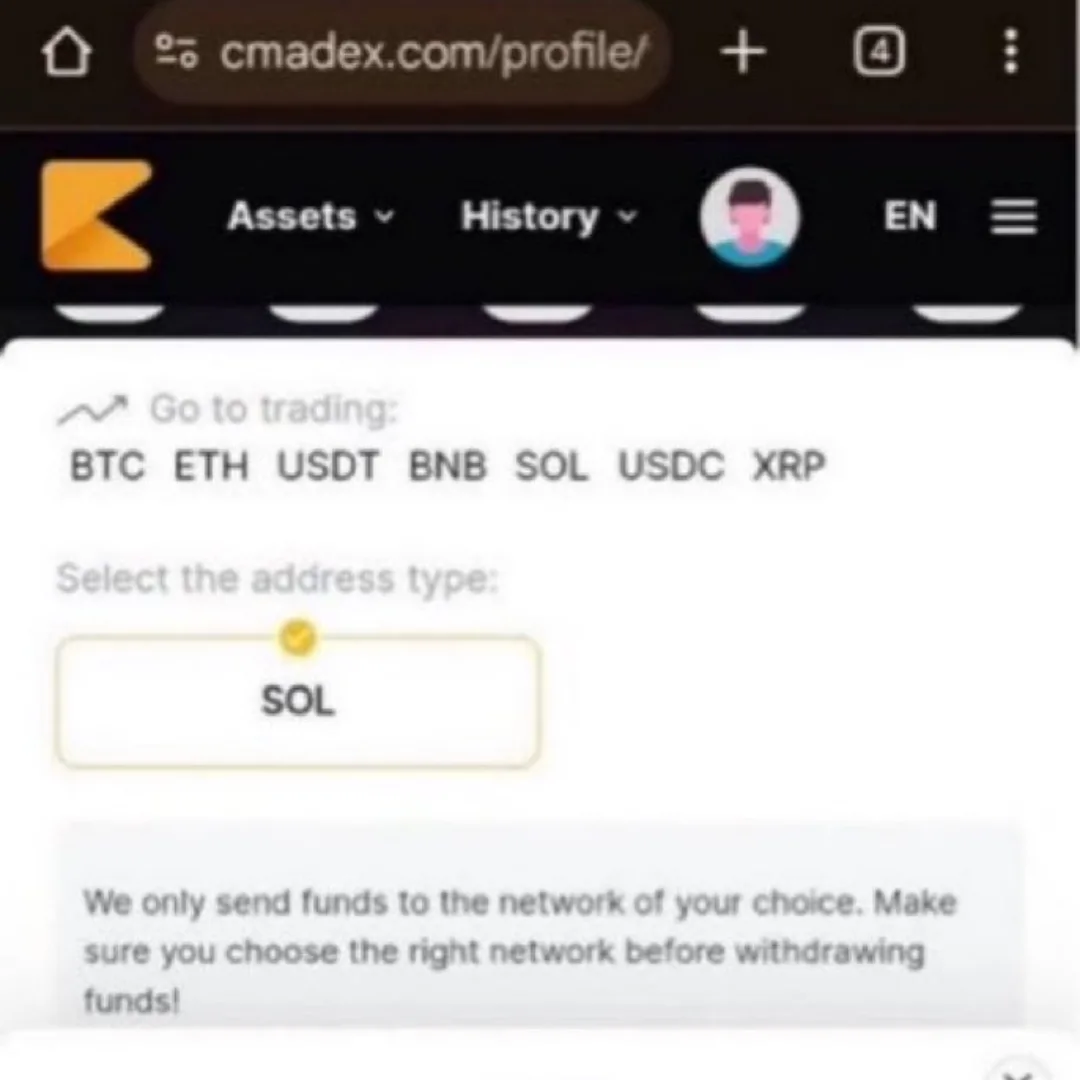 cmadex.com/profile/
4
Assets History EN
Go to trading:
BTC ETH USDT BNB SOL USDC XRP
Select the address type:
SOL
We only send funds to the network of your choice. Make
sure you choose the right network before withdrawing
funds!